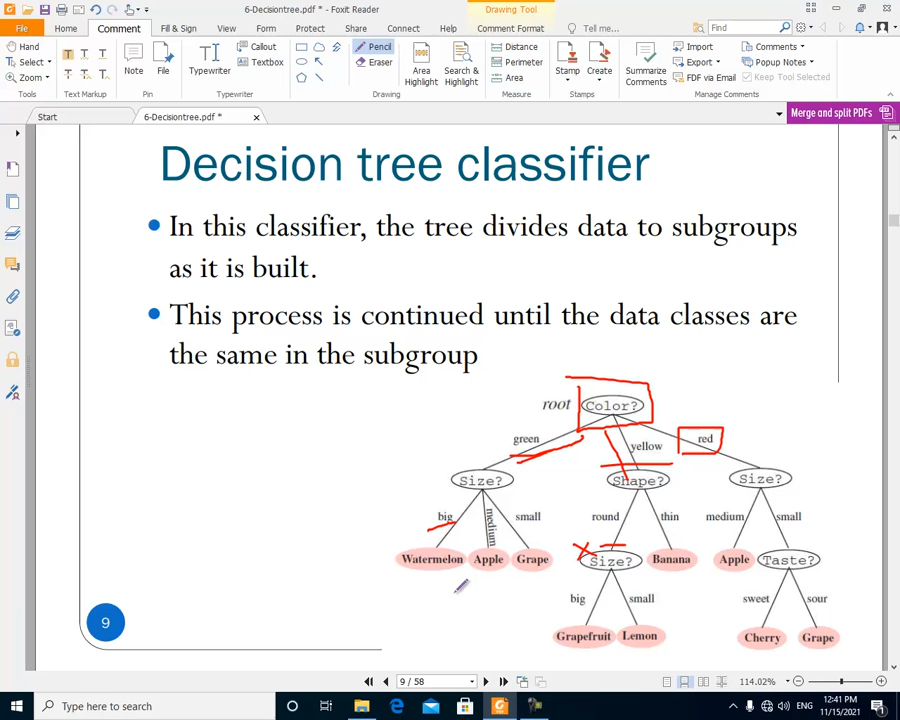 6-Decisiontree.pdf * - Foxit Reader
Drawing Tool
File Home Comment Fill & Sign View Form Protect Share Connect Help Comment Format Tell me... Find
Hand
Select
Zoom
Tools
T T T
T T T
Text Markup
Note
File
Pin
Typewriter
Callout
Textbox
Typewriter
Pencil
Eraser
Drawing
Area Highlight
Search & Highlight
Distance
Perimeter
Area
Measure
Stamp
Create
Stamps
Summarize Comments
Import
Export
FDF via Email
Comments
Popup Notes
Keep Tool Selected
Manage Comments
Start
6-Decisiontree.pdf *
Merge and split PDFs
Decision tree classifier
In this classifier, the tree divides data to subgroups
as it is built.
This process is continued until the data classes are
the same in the subgroup
root Color?
green yellow red
Size? Shape? Size?
big medium small round thin medium small
Watermelon Apple Grape Size? Banana Apple Taste?
big small sweet sour
Grapefruit Lemon Cherry Grape
9
9 / 58
114.02%
Type here to search
ENG
12:41 PM
11/15/2021
1